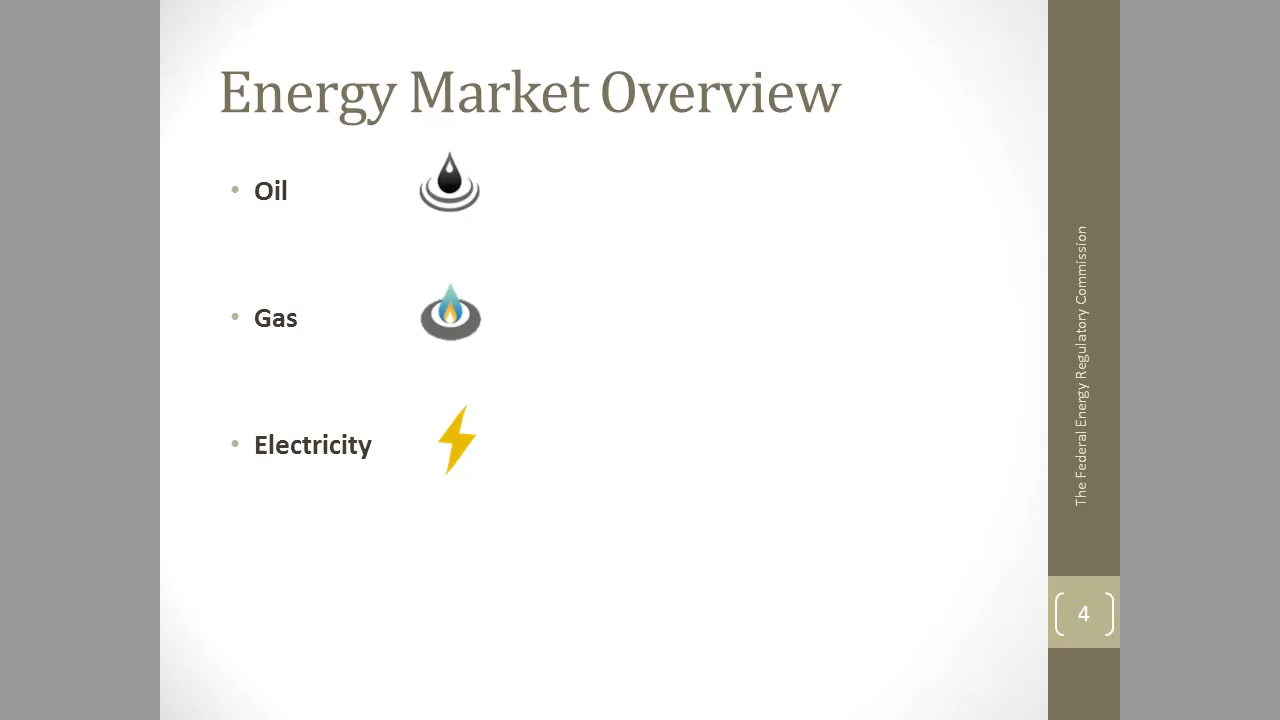 Energy Market Overview
• Oil
• Gas
• Electricity
The Federal Energy Regulatory Commission
4